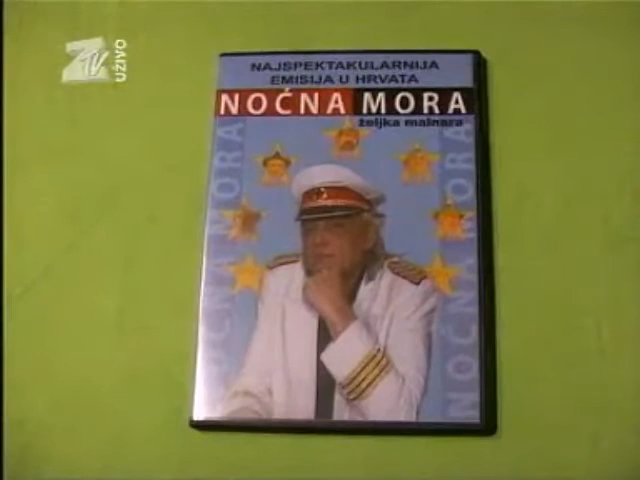 Z
TV
UŽIVO
NAJSPEKTAKULARNIJA
EMISIJA U HRVATA
NOĆNA MORA
željka malnara
NOĆNA MORA
NOĆNA MORA